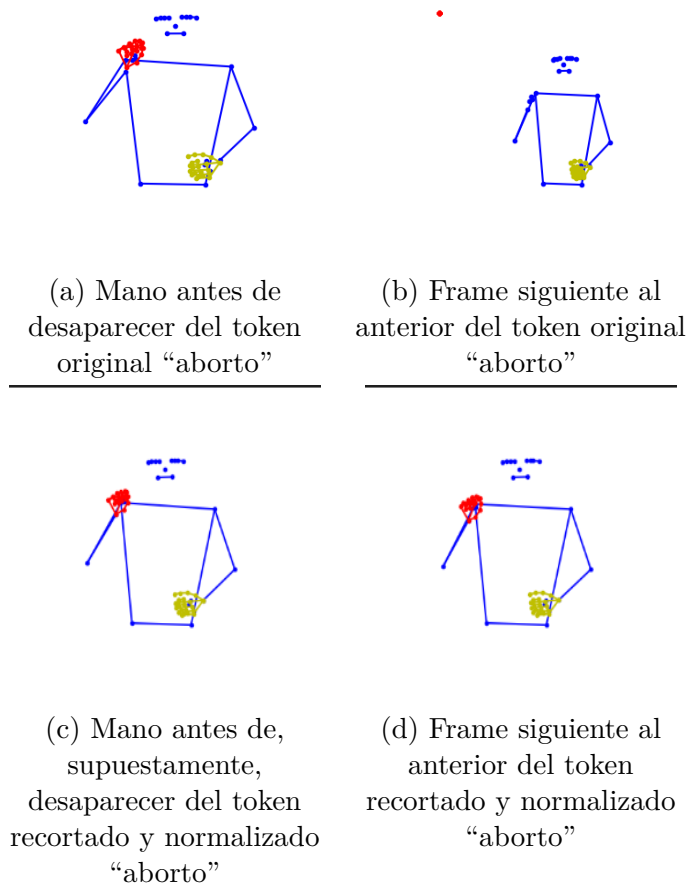 (a) Mano antes de
desaparecer del token
original “aborto”
(b) Frame siguiente al
anterior del token original
“aborto”
(c) Mano antes de,
supuestamente,
desaparecer del token
recortado y normalizado
“aborto”
(d) Frame siguiente al
anterior del token
recortado y normalizado
“aborto”